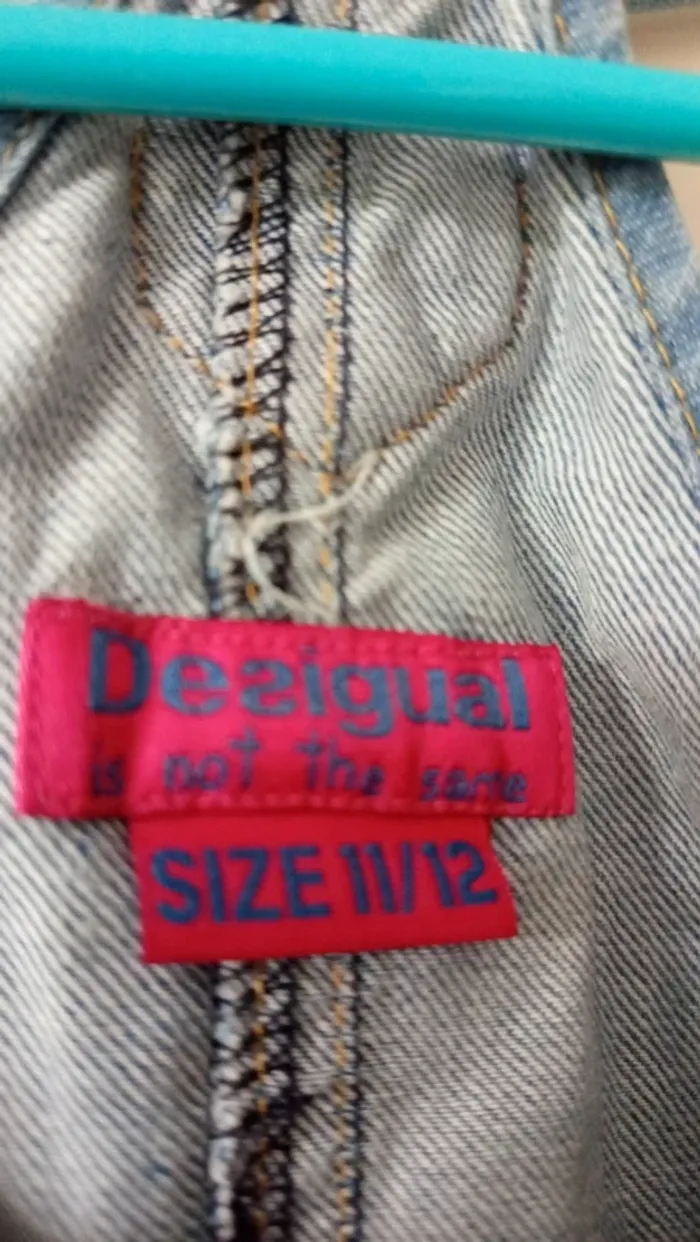 Desigual
is not the same
SIZE 11/12